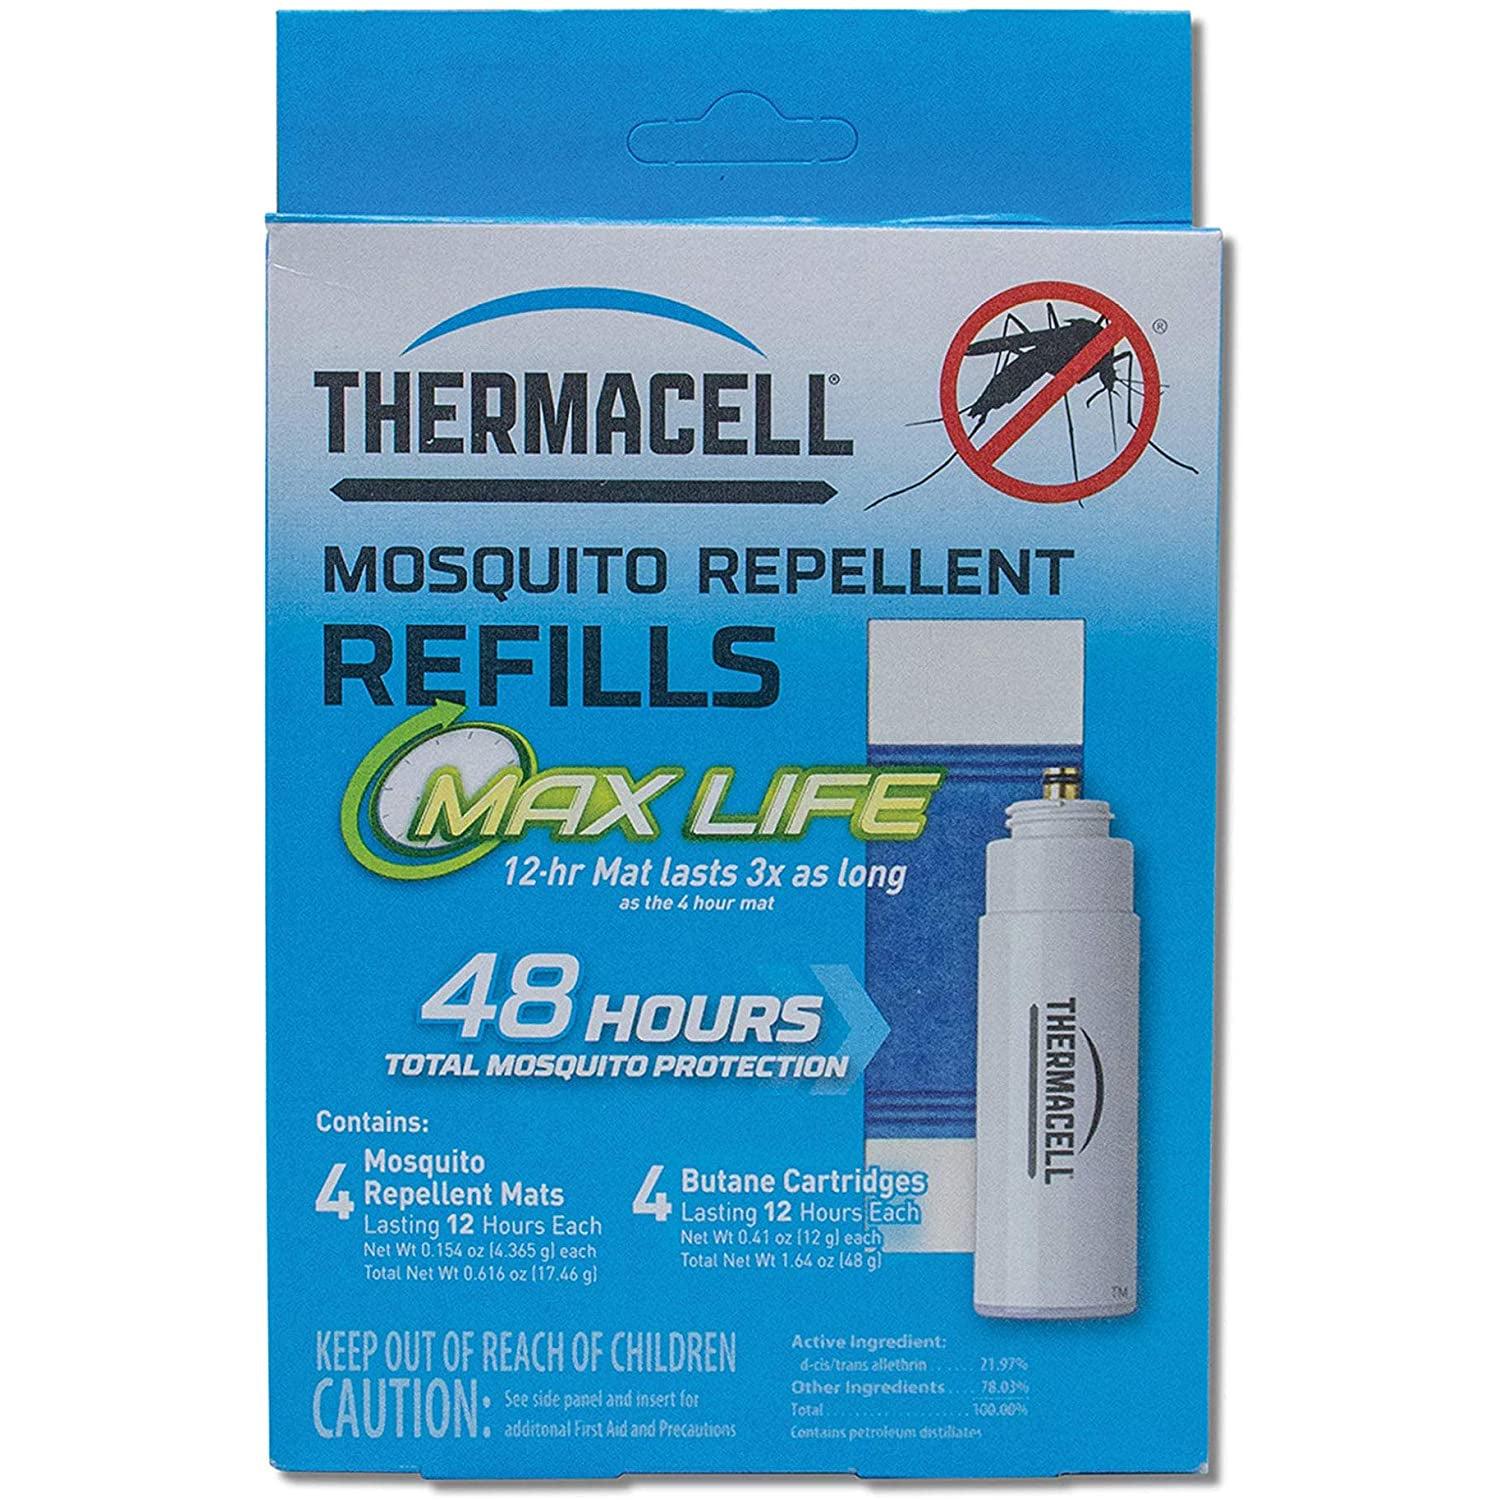 THERMACELL®
®
MOSQUITO REPELLENT
REFILLS
MAX LIFE
12-hr Mat lasts 3x as long
as the 4 hour mat
48 HOURS
TOTAL MOSQUITO PROTECTION
THERMACELL
Contains:
4 Mosquito
Repellent Mats
Lasting 12 Hours Each
Net Wt 0.154 oz (4.365 g) each
Total Net Wt 0.616 oz (17.46 g)
4 Butane Cartridges
Lasting 12 Hours Each
Net Wt 0.41 oz (12 g) each
Total Net Wt 1.64 oz (48 g)
TM
KEEP OUT OF REACH OF CHILDREN
CAUTION: See side panel and insert for
additonal First Aid and Precautions
Active Ingredient:
d-cis/trans allethrin ..... 21.97%
Other Ingredients .... 78.03%
Total .................... 100.00%
Contains petroleum distillates